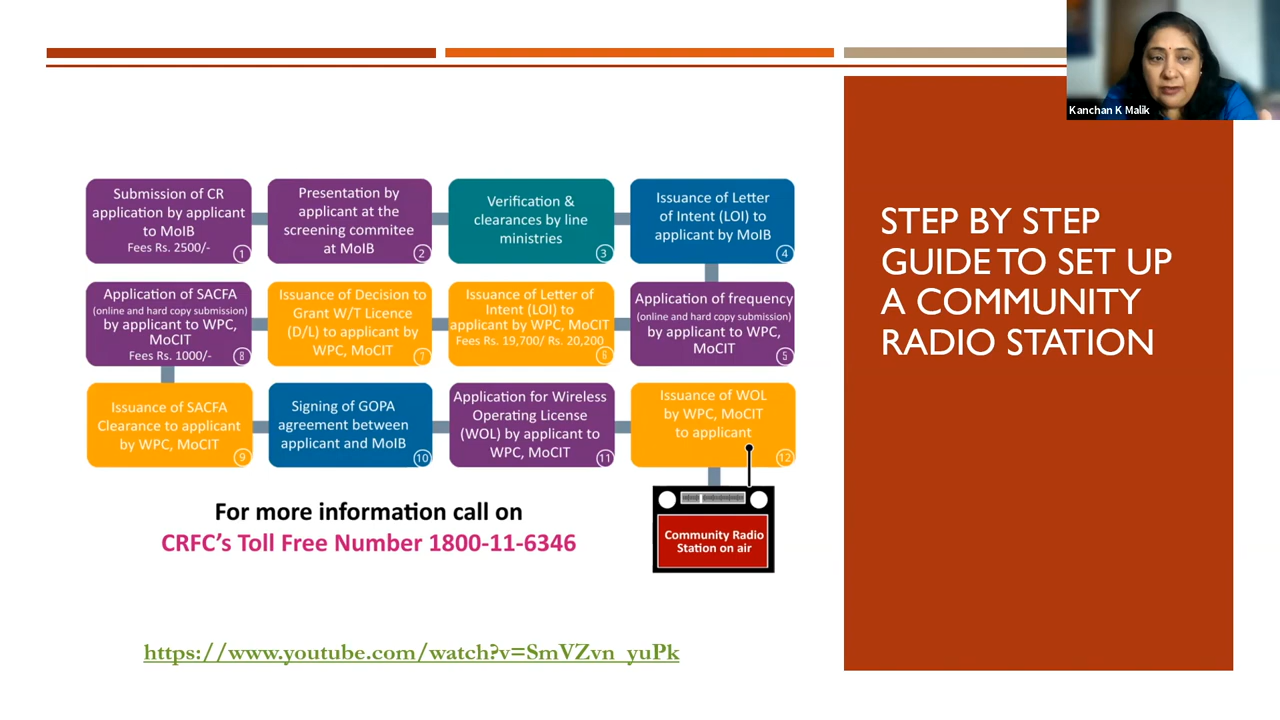 Kanchan K Malik
STEP BY STEP
GUIDE TO SET UP
A COMMUNITY
RADIO STATION
Submission of CR
application by applicant
to MoIB
Fees Rs. 2500/-
1
Presentation by
applicant at the
screening commitee
at MoIB
2
Verification &
clearances by line
ministries
3
Issuance of Letter
of Intent (LOI) to
applicant by MoIB
4
Application of frequency
(online and hard copy submission)
by applicant to WPC,
MoCIT
5
Issuance of Letter of
Intent (LOI) to
applicant by WPC, MoCIT
Fees Rs. 19,700/ Rs. 20,200
6
Issuance of Decision to
Grant W/T Licence
(D/L) to applicant by
WPC, MoCIT
7
Application of SACFA
(online and hard copy submission)
by applicant to WPC,
MoCIT
Fees Rs. 1000/-
8
Issuance of SACFA
Clearance to applicant
by WPC, MoCIT
9
Signing of GOPA
agreement between
applicant and MoIB
10
Application for Wireless
Operating License
(WOL) by applicant to
WPC, MoCIT
11
Issuance of WOL
by WPC, MoCIT
to applicant
12
Community Radio
Station on air
For more information call on
CRFC's Toll Free Number 1800-11-6346
https://www.youtube.com/watch?v=SmVZvn_yuPk